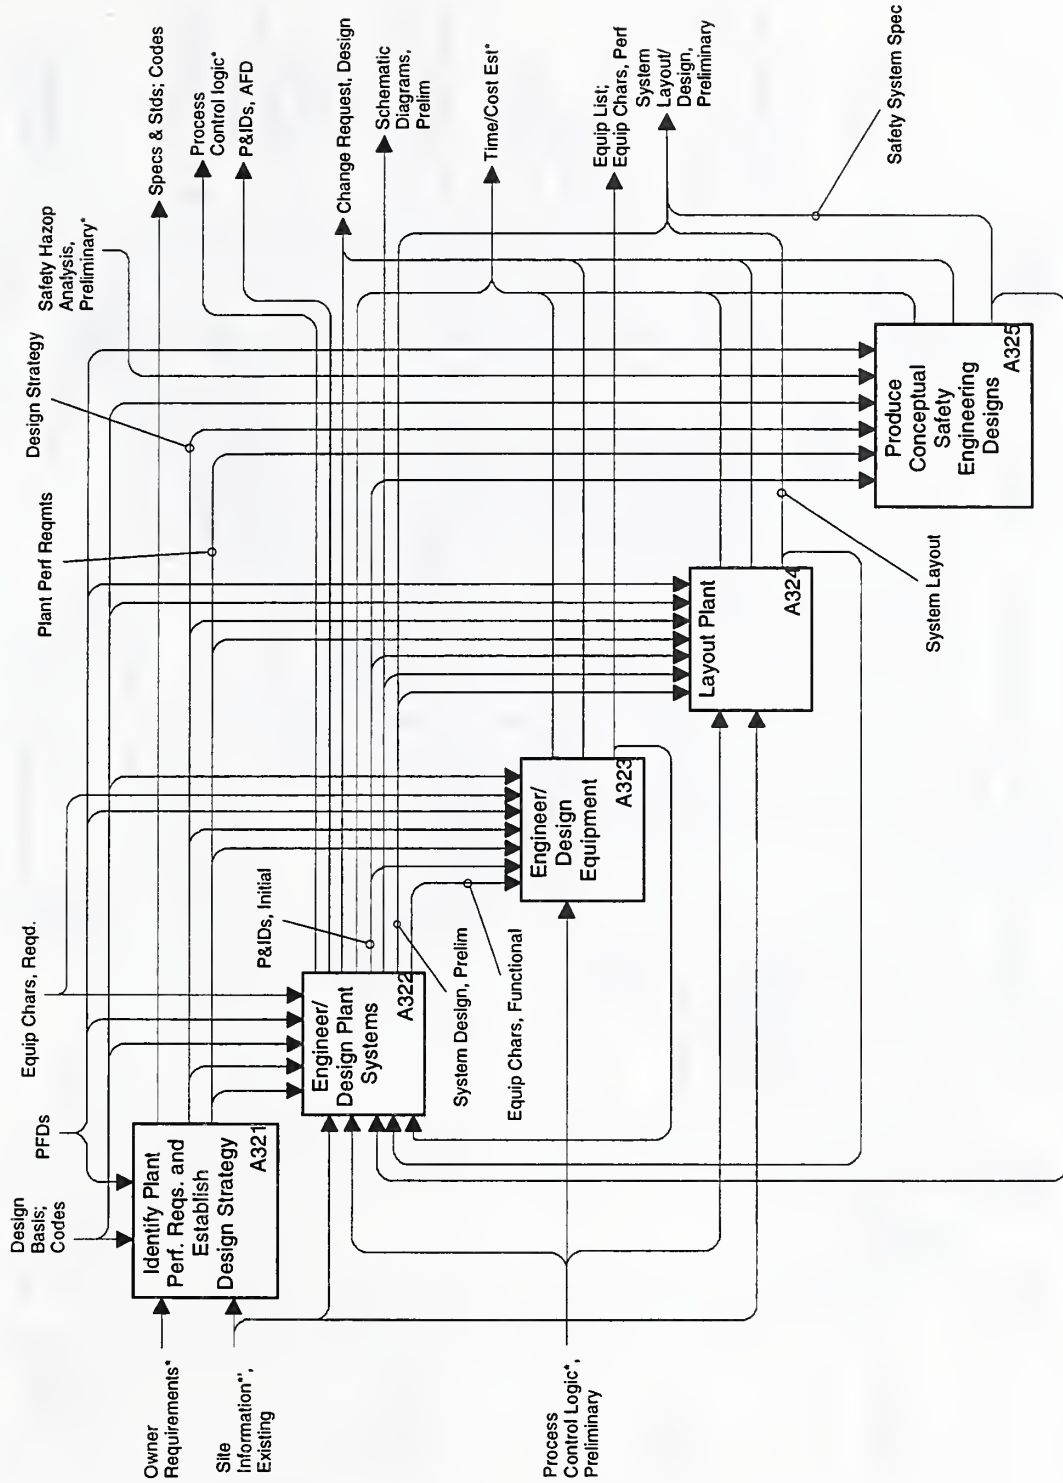 Design
Basis;
Codes
PFDs
Equip Chars, Reqd.
Plant Perf Reqmts
Design Strategy
Safety Hazop
Analysis,
Preliminary*
Specs & Stds; Codes
Process
Control logic*
P&IDs, AFD
Change Request, Design
Schematic
Diagrams,
Prelim
Time/Cost Est*
Equip List;
Equip Chars, Perf
System
Layout/
Design,
Preliminary
Safety System Spec
Owner
Requirements*
Site
Information*',
Existing
Process
Control Logic*,
Preliminary
Identify Plant
Perf. Reqs. and
Establish
Design Strategy
A321
Engineer/
Design Plant
Systems
A322
P&IDs, Initial
System Design, Prelim
Equip Chars, Functional
Engineer/
Design
Equipment
A323
Layout Plant
A324
System Layout
Produce
Conceptual
Safety
Engineering
Designs
A325